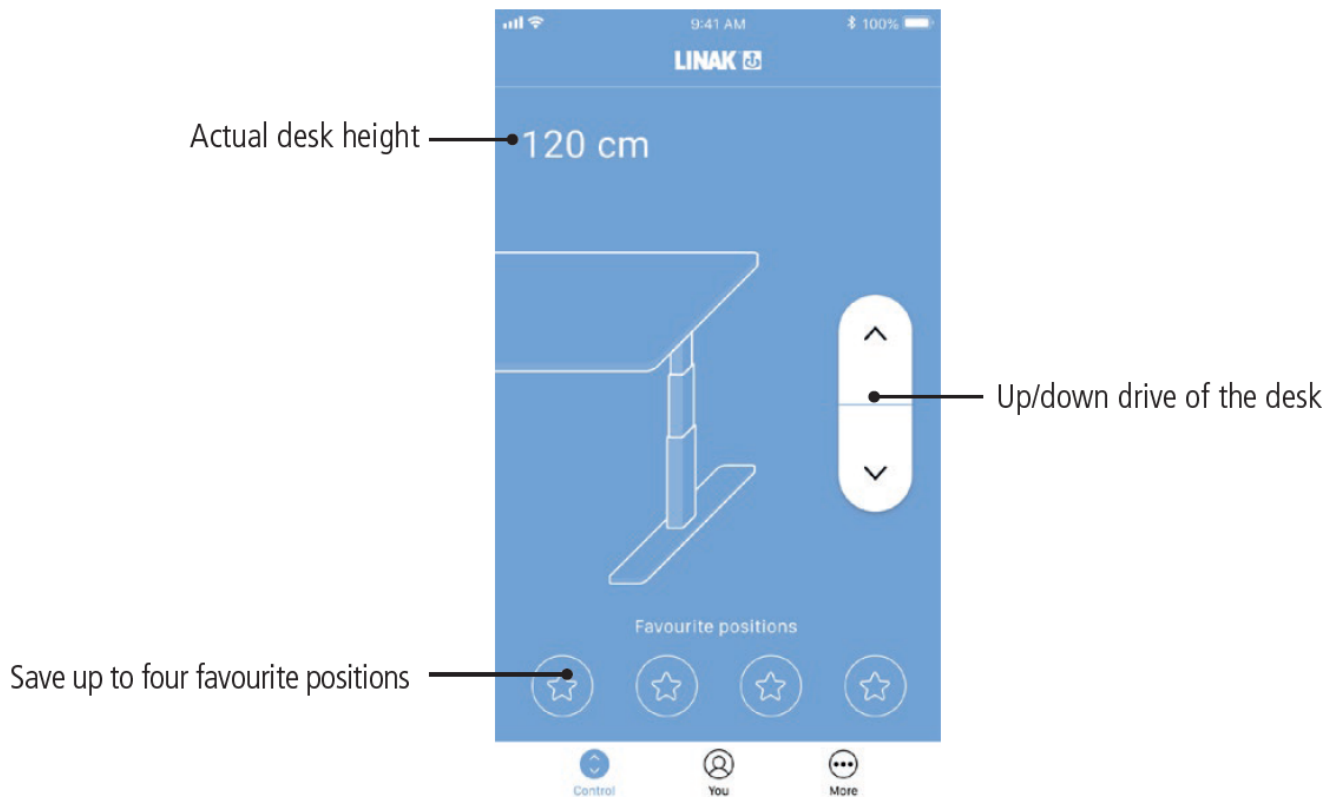 9:41 AM
100%
LINAK
Actual desk height
120 cm
Up/down drive of the desk
Favourite positions
Save up to four favourite positions
Control
You
More